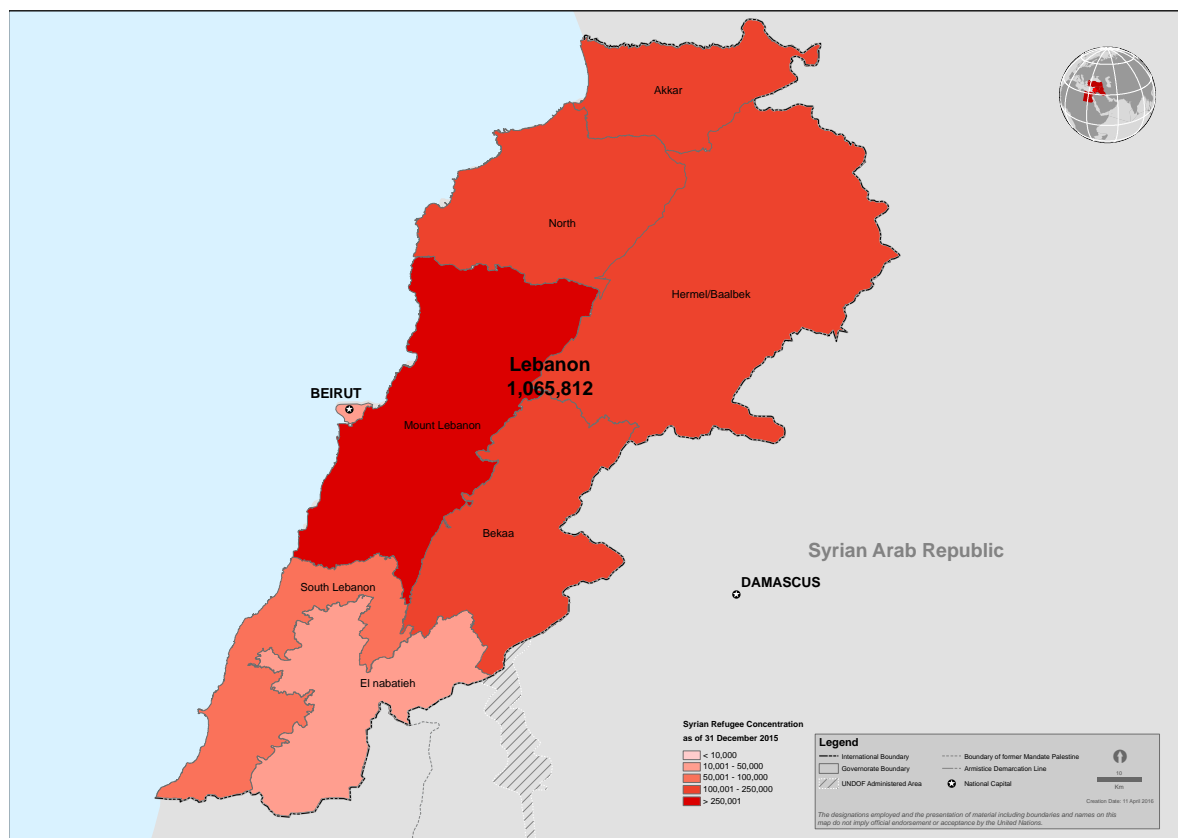 Akkar
North
Hermel/Baalbek
Lebanon
1,065,812
BEIRUT
Mount Lebanon
Bekaa
Syrian Arab Republic
South Lebanon
DAMASCUS
El nabatieh
Syrian Refugee Concentration
as of 31 December 2015
< 10,000
10,001 - 50,000
50,001 - 100,000
100,001 - 250,000
> 250,001
Legend
International Boundary
Governorate Boundary
UNDOF Administered Area
Boundary of former Mandate Palestine
Armistice Demarcation Line
National Capital
10
Km
Creation Date: 11 April 2016
The designations employed and the presentation of material including boundaries and names on this
map do not imply official endorsement or acceptance by the United Nations.